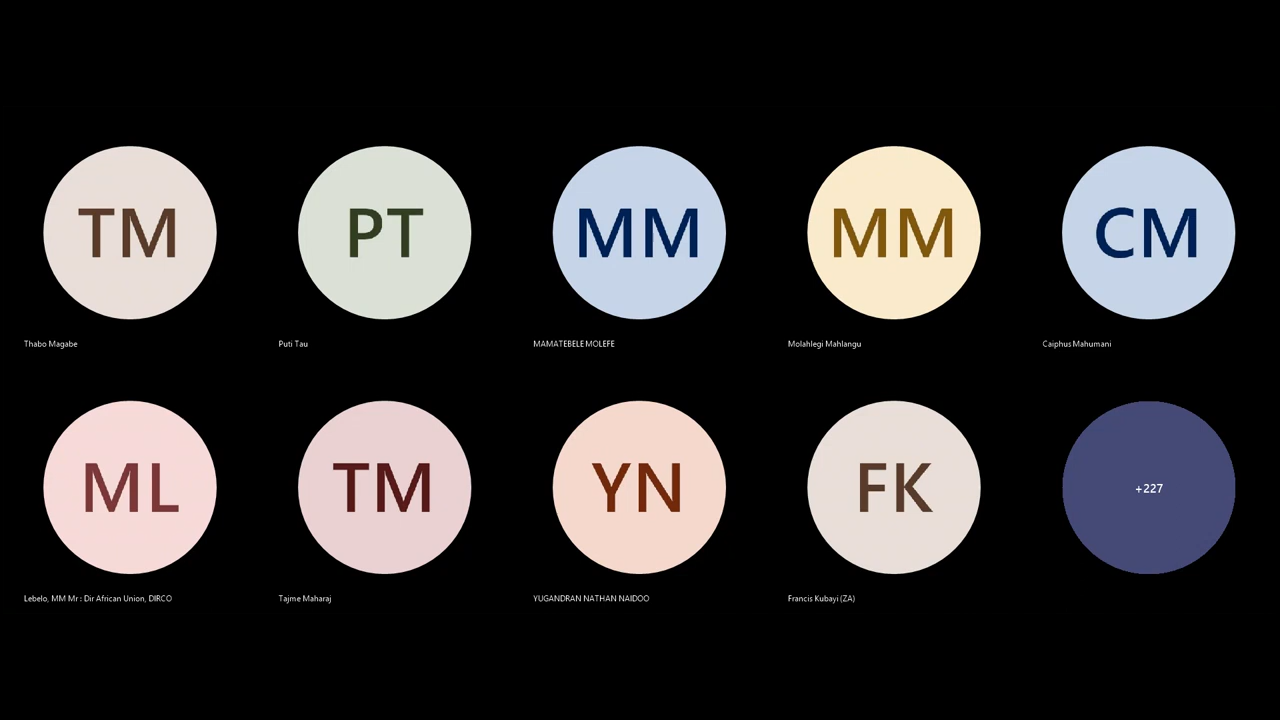 TM
PT
MM
MM
CM
Thabo Magabe
Puti Tau
MAMATEBELE MOLEFE
Molahlegi Mahlangu
Caiphus Mahumani
ML
TM
YN
FK
+227
Lebelo, MM Mr : Dir African Union, DIRCO
Tajme Maharaj
YUGANDRAN NATHAN NAIDOO
Francis Kubayi (ZA)